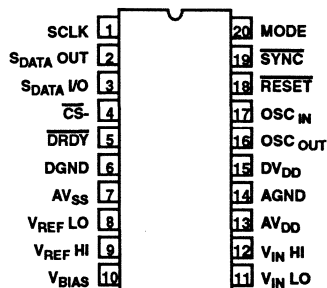 SCLK 1 20 MODE
SDATA OUT 2 19 SYNC
SDATA I/O 3 18 RESET
CS- 4 17 OSC IN
DRDY 5 16 OSC OUT
DGND 6 15 DVDD
AVSS 7 14 AGND
VREF LO 8 13 AVDD
VREF HI 9 12 VIN HI
VBIAS 10 11 VIN LO